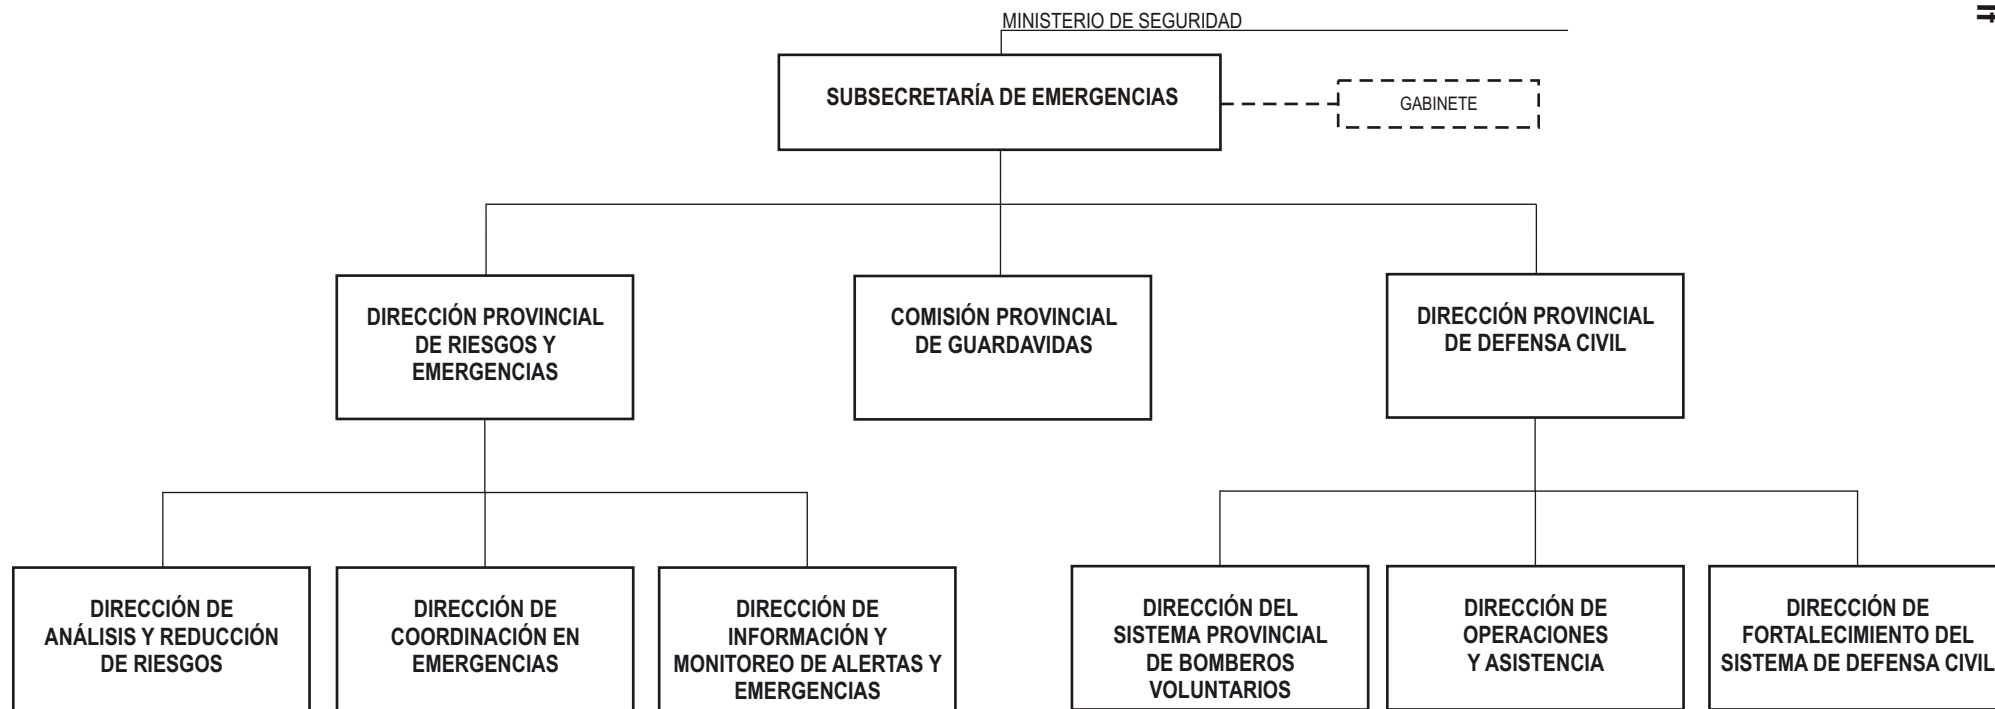 MINISTERIO DE SEGURIDAD
SUBSECRETARÍA DE EMERGENCIAS
GABINETE
DIRECCIÓN PROVINCIAL
DE RIESGOS Y
EMERGENCIAS
COMISIÓN PROVINCIAL
DE GUARDAVIDAS
DIRECCIÓN PROVINCIAL
DE DEFENSA CIVIL
DIRECCIÓN DE
ANÁLISIS Y REDUCCIÓN
DE RIESGOS
DIRECCIÓN DE
COORDINACIÓN EN
EMERGENCIAS
DIRECCIÓN DE
INFORMACIÓN Y
MONITOREO DE ALERTAS Y
EMERGENCIAS
DIRECCIÓN DEL
SISTEMA PROVINCIAL
DE BOMBEROS
VOLUNTARIOS
DIRECCIÓN DE
OPERACIONES
Y ASISTENCIA
DIRECCIÓN DE
FORTALECIMIENTO DEL
SISTEMA DE DEFENSA CIVIL